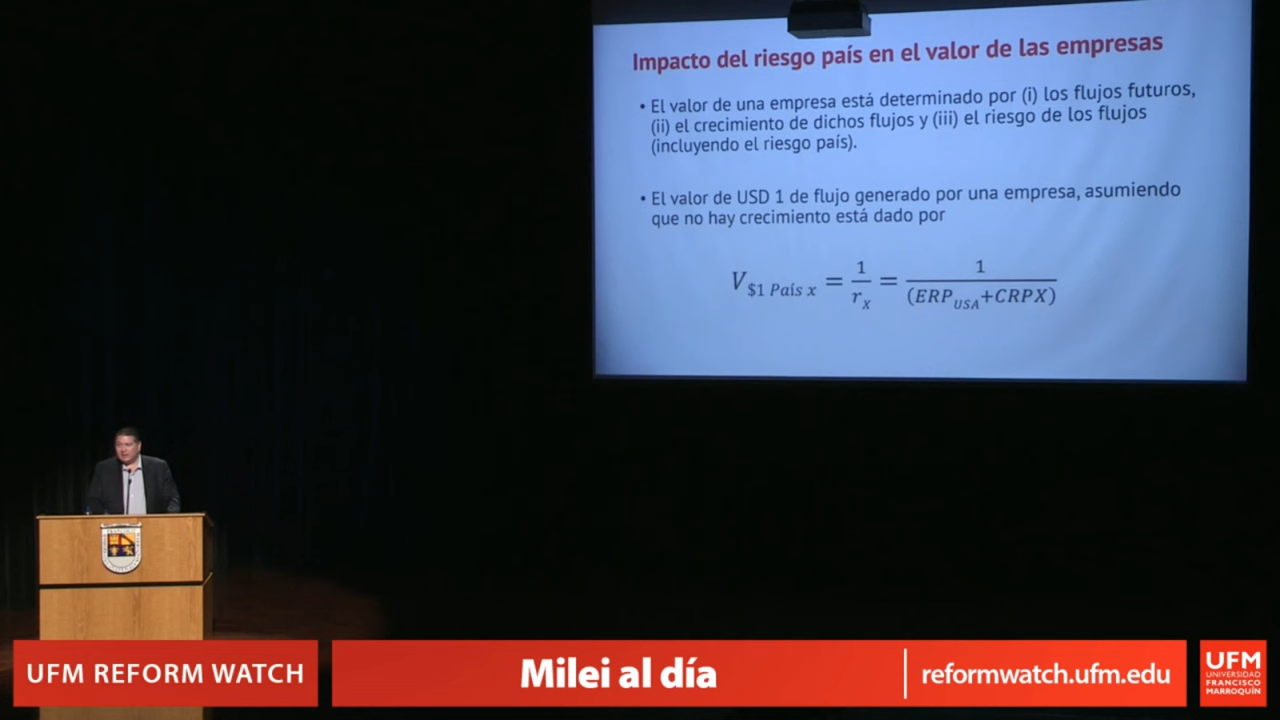 Impacto del riesgo país en el valor de las empresas
• El valor de una empresa está determinado por (i) los flujos futuros,
(ii) el crecimiento de dichos flujos y (iii) el riesgo de los flujos
(incluyendo el riesgo país).
• El valor de USD 1 de flujo generado por una empresa, asumiendo
que no hay crecimiento está dado por
V$1 País x = 1/rX = 1/(ERPUSA+CRPX)
UFM REFORM WATCH
Milei al día
reformwatch.ufm.edu
UFM
UNIVERSIDAD
FRANCISCO
MARROQUÍN